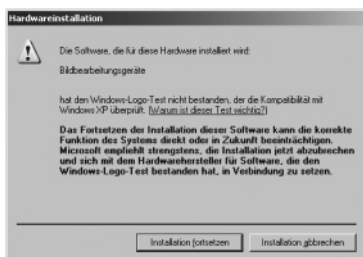 Hardwareinstallation
Die Software, die für diese Hardware installiert wird:
Bildbearbeitungsgeräte
hat den Windows-Logo-Test nicht bestanden, der die Kompatibilität mit
Windows XP überprüft. (Warum ist dieser Test wichtig?)
Das Fortsetzen der Installation dieser Software kann die korrekte
Funktion des Systems direkt oder in Zukunft beeinträchtigen.
Microsoft empfiehlt strengstens, die Installation jetzt abzubrechen
und sich mit dem Hardwarehersteller für Software, die den
Windows-Logo-Test bestanden hat, in Verbindung zu setzen.
Installation fortsetzen
Installation abbrechen